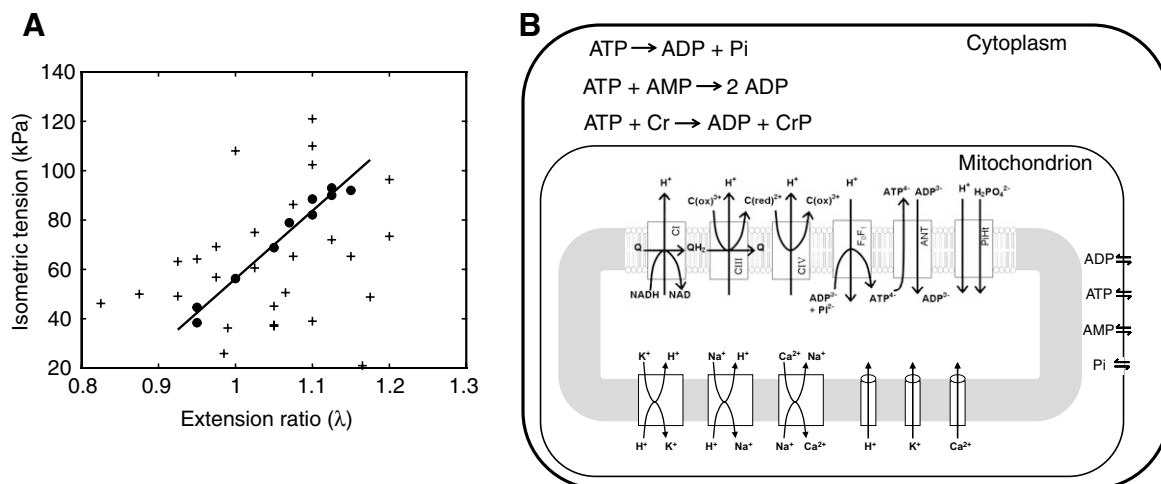 A
Isometric tension (kPa)
140
120
100
80
60
40
20
0.8 0.9 1 1.1 1.2 1.3
Extension ratio (λ)
B
Cytoplasm
ATP → ADP + Pi
ATP + AMP → 2 ADP
ATP + Cr → ADP + CrP
Mitochondrion
H⁺ H⁺ H⁺ H⁺ ATP⁴⁻ ADP³⁻ H⁺ H₂PO₄²⁻
C(ox)³⁺ C(red)²⁺ C(ox)³⁺
CI CIII CIV F₀F₁ ANT PiHt
Q QH₂ Q
NADH NAD
ADP³⁻ ATP⁴⁻ ADP³⁻
+ Pi²⁻
ADP
ATP
AMP
Pi
K⁺ H⁺ Na⁺ H⁺ Ca²⁺ Na⁺
H⁺ K⁺ H⁺ Na⁺ Na⁺ Ca²⁺ H⁺ K⁺ Ca²⁺